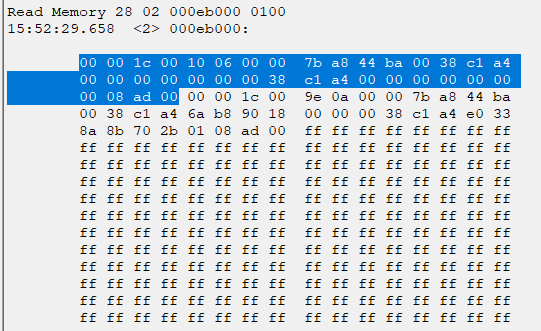 Read Memory 28 02 000eb000 0100
15:52:29.658 <2> 000eb000:
00 00 1c 00 10 06 00 00 7b a8 44 ba 00 38 c1 a4
00 00 00 00 00 00 00 38 c1 a4 00 00 00 00 00 00
00 08 ad 00 00 00 1c 00 9e 0a 00 00 7b a8 44 ba
00 38 c1 a4 6a b8 90 18 00 00 00 38 c1 a4 e0 33
8a 8b 70 2b 01 08 ad 00 ff ff ff ff ff ff ff ff
ff ff ff ff ff ff ff ff ff ff ff ff ff ff ff ff
ff ff ff ff ff ff ff ff ff ff ff ff ff ff ff ff
ff ff ff ff ff ff ff ff ff ff ff ff ff ff ff ff
ff ff ff ff ff ff ff ff ff ff ff ff ff ff ff ff
ff ff ff ff ff ff ff ff ff ff ff ff ff ff ff ff
ff ff ff ff ff ff ff ff ff ff ff ff ff ff ff ff
ff ff ff ff ff ff ff ff ff ff ff ff ff ff ff ff
ff ff ff ff ff ff ff ff ff ff ff ff ff ff ff ff
ff ff ff ff ff ff ff ff ff ff ff ff ff ff ff ff
ff ff ff ff ff ff ff ff ff ff ff ff ff ff ff ff
ff ff ff ff ff ff ff ff ff ff ff ff ff ff ff ff